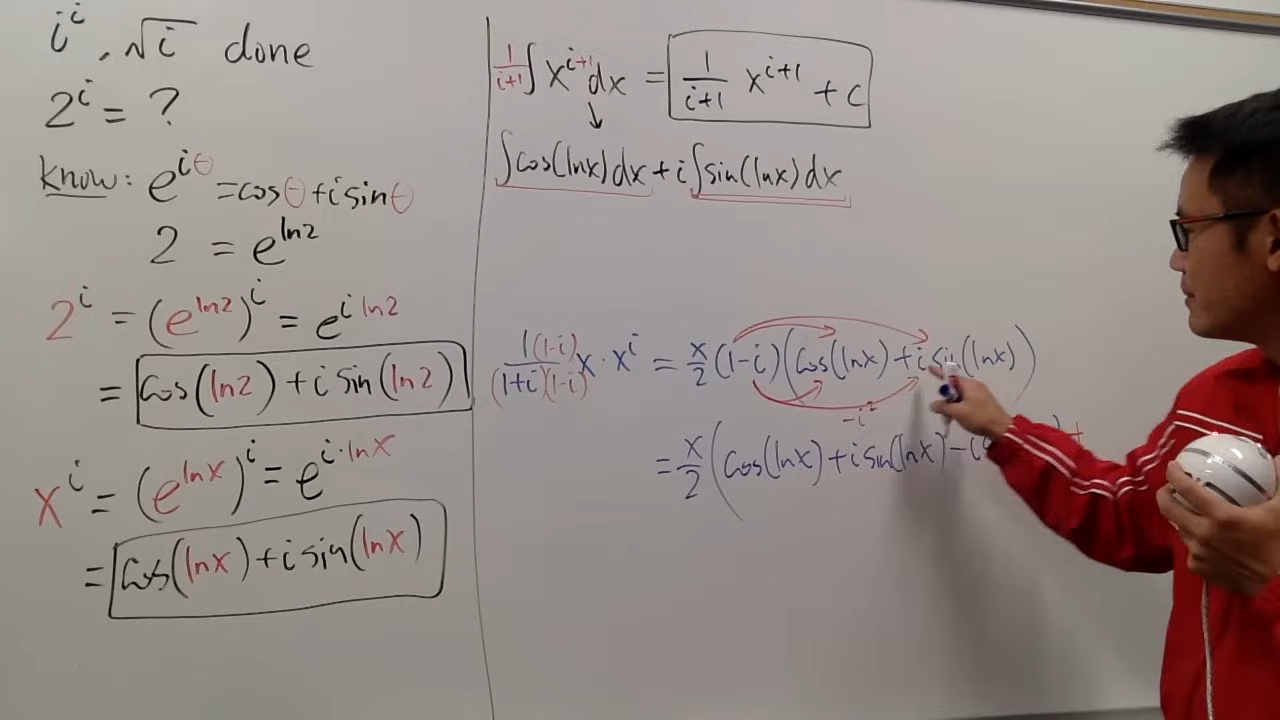 i^i , √i done
2^i = ?
Know: e^{iθ} = cosθ + i sinθ
2 = e^{ln2}
2^i = (e^{ln2})^i = e^{i ln2}
= cos(ln2) + i sin(ln2)
x^i = (e^{lnx})^i = e^{i·lnx}
= cos(lnx) + i sin(lnx)
1/(i+1) ∫ x^{i+1} dx = 1/(i+1) x^{i+1} + C
↓
∫cos(lnx)dx + i∫sin(lnx)dx
1(1-i)/(1+i)(1-i) x · x^i = x/2 (1-i)(cos(lnx) + i sin(lnx))
-i²
= x/2 (cos(lnx) + i sin(lnx) - i